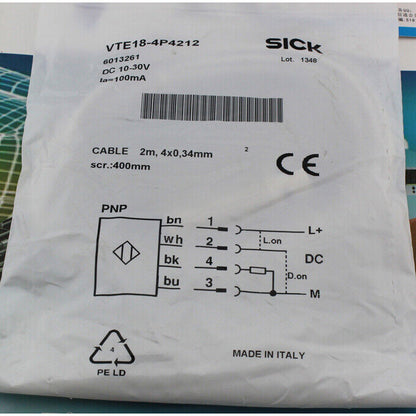 VTE18-4P4212
SICK
6013261
Lot. 1348
DC 10-30V
Ia=100mA
CABLE 2m, 4x0,34mm 2
scr.:400mm
CE
PNP
bn 1 L+
L.on
wh 2
DC
bk 4
D.on
bu 3 M
4
PE LD
MADE IN ITALY